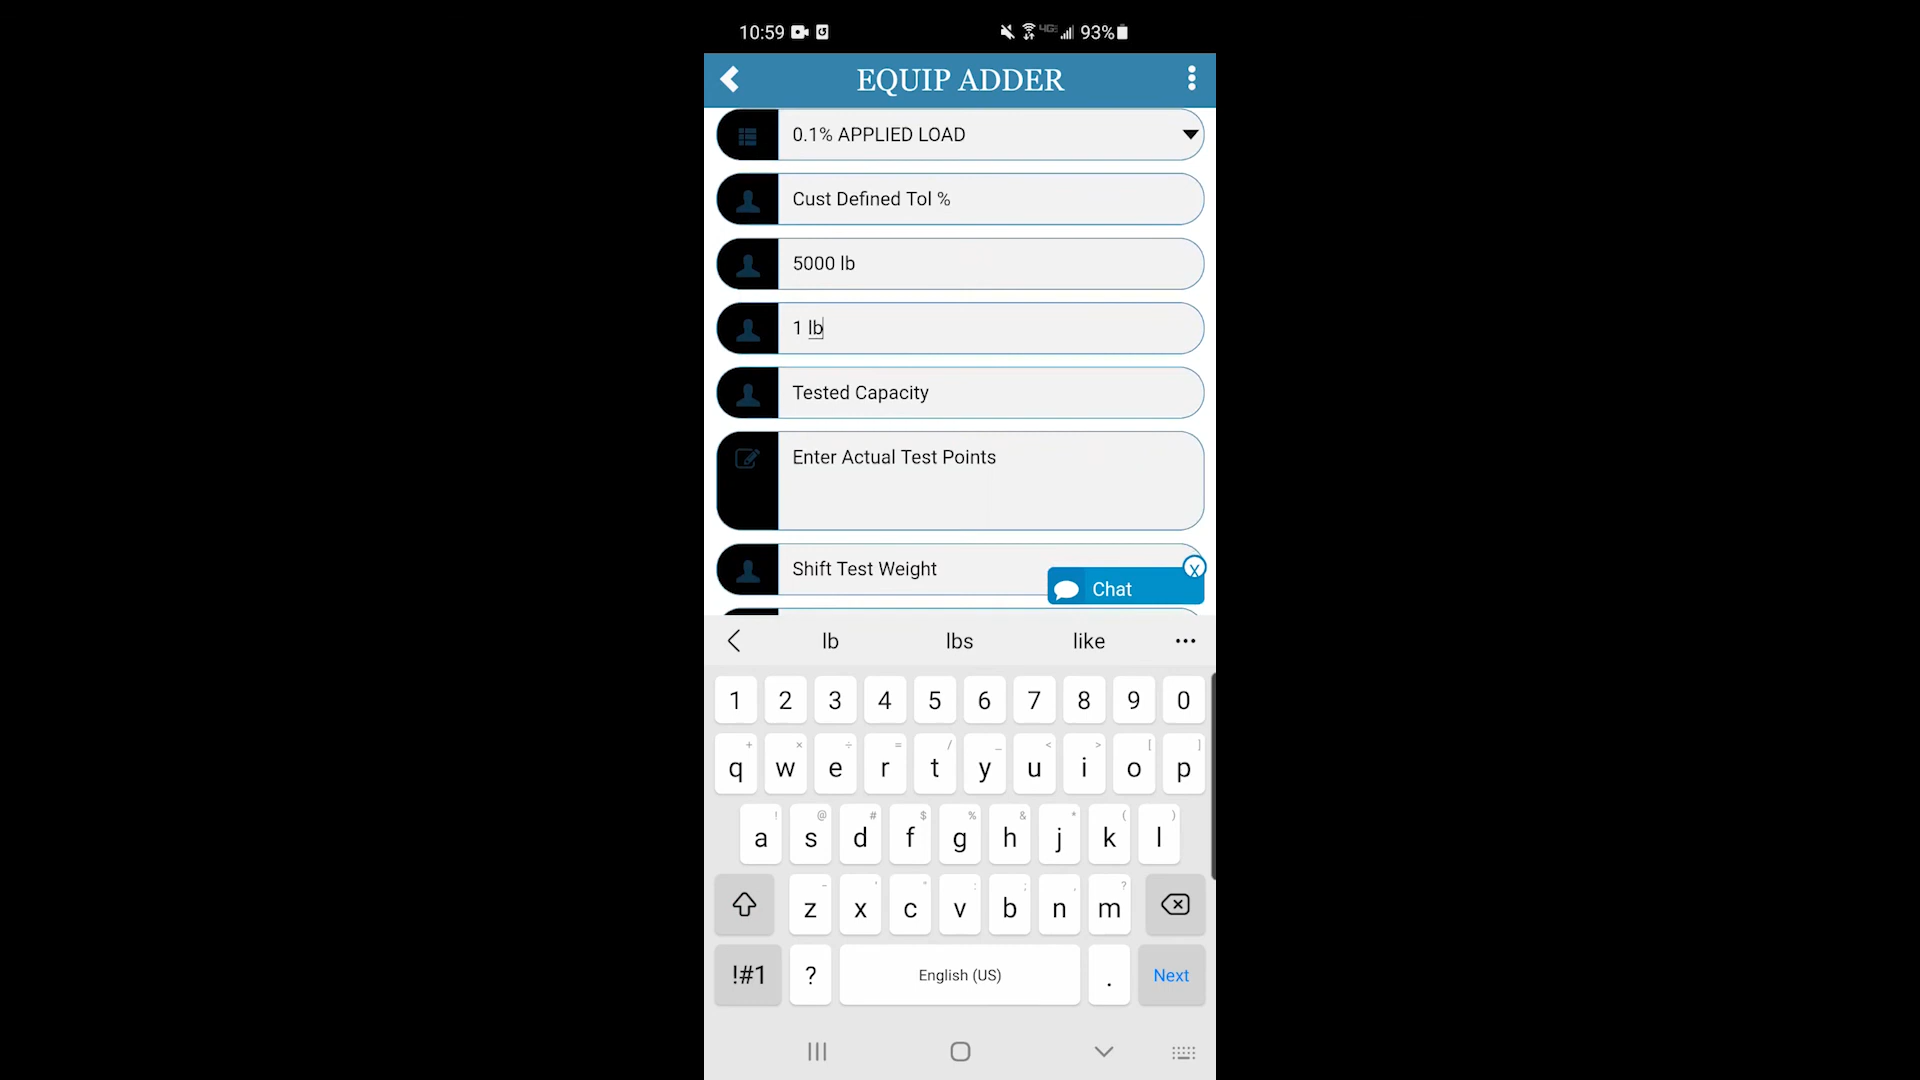 10:59 93%
EQUIP ADDER
0.1% APPLIED LOAD
Cust Defined Tol %
5000 lb
1 lb
Tested Capacity
Enter Actual Test Points
Shift Test Weight
X
Chat
lb lbs like
1 2 3 4 5 6 7 8 9 0
+ × ÷ = / _ < > [ ]
q w e r t y u i o p
! @ # $ % & * ( )
a s d f g h j k l
- ' " : ; , ?
z x c v b n m
!#1 ? English (US) . Next